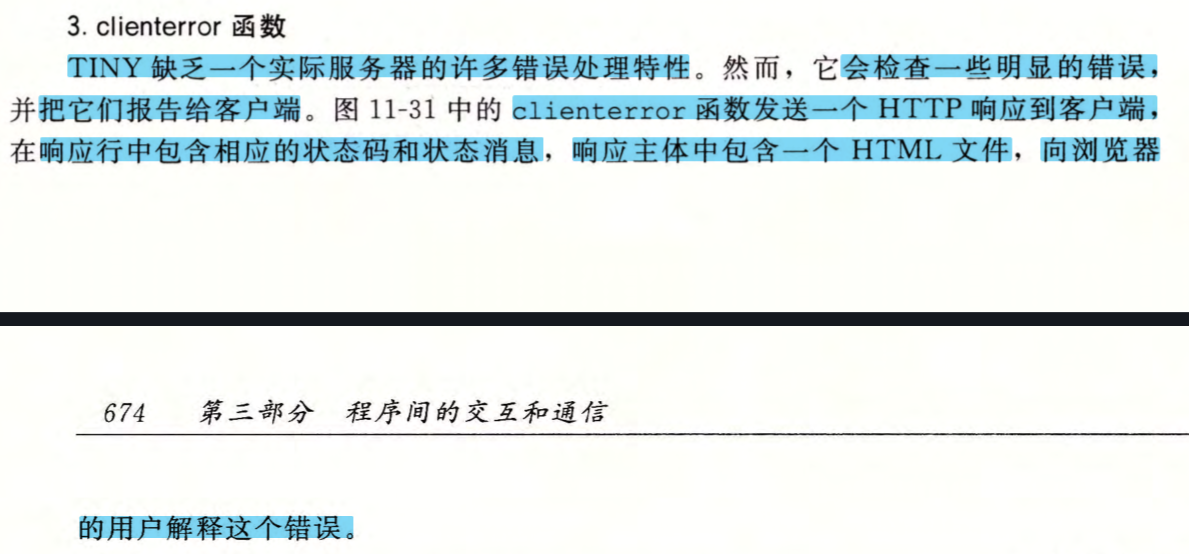 3. clienterror 函数
TINY 缺乏一个实际服务器的许多错误处理特性。然而，它会检查一些明显的错误，
并把它们报告给客户端。图 11-31 中的 clienterror 函数发送一个 HTTP 响应到客户端，
在响应行中包含相应的状态码和状态消息，响应主体中包含一个 HTML 文件，向浏览器
674 第三部分 程序间的交互和通信
的用户解释这个错误。